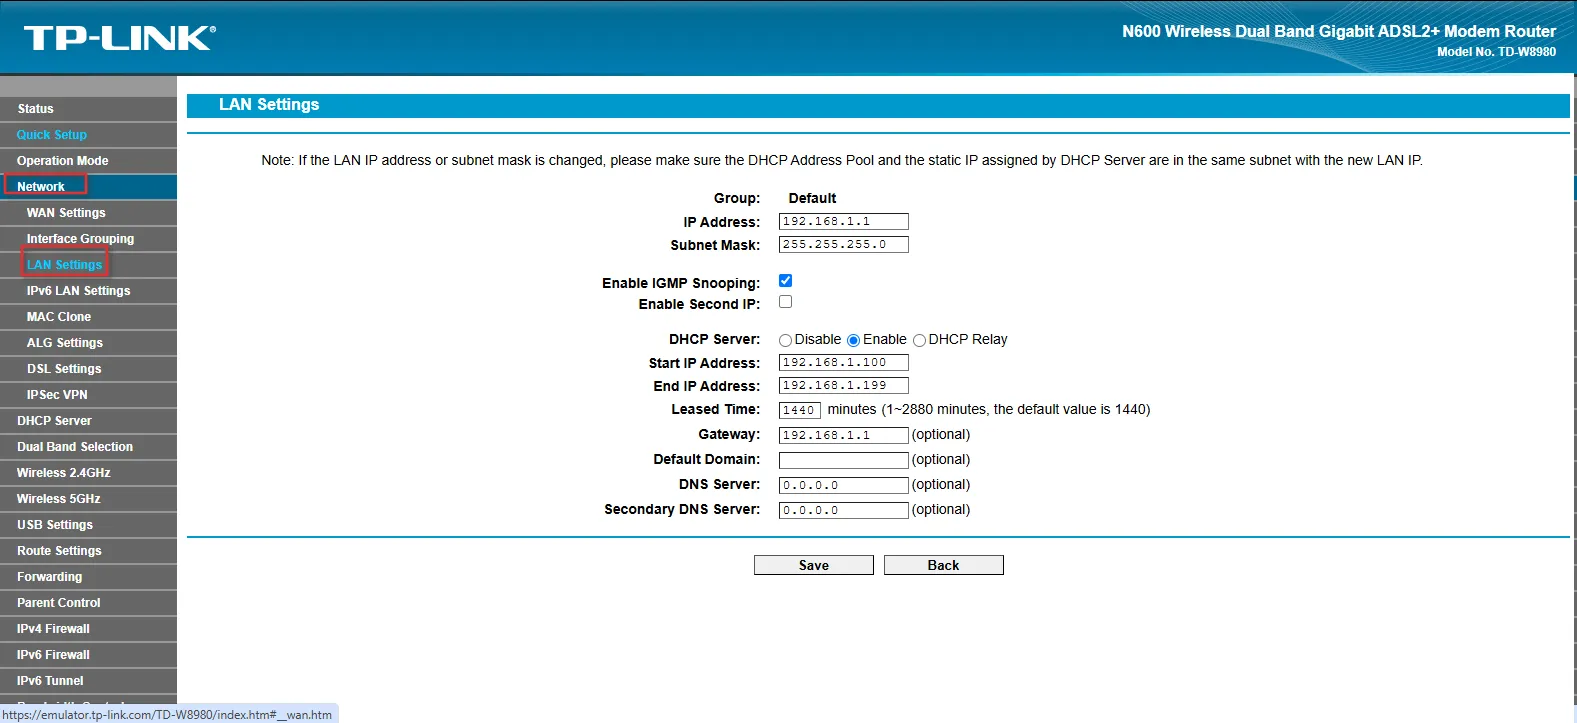 TP-LINK®
N600 Wireless Dual Band Gigabit ADSL2+ Modem Router
Model No. TD-W8980
Status
Quick Setup
Operation Mode
Network
WAN Settings
Interface Grouping
LAN Settings
IPv6 LAN Settings
MAC Clone
ALG Settings
DSL Settings
IPSec VPN
DHCP Server
Dual Band Selection
Wireless 2.4GHz
Wireless 5GHz
USB Settings
Route Settings
Forwarding
Parent Control
IPv4 Firewall
IPv6 Firewall
IPv6 Tunnel
LAN Settings
Note: If the LAN IP address or subnet mask is changed, please make sure the DHCP Address Pool and the static IP assigned by DHCP Server are in the same subnet with the new LAN IP.
Group: Default
IP Address: 192.168.1.1
Subnet Mask: 255.255.255.0
Enable IGMP Snooping:
Enable Second IP:
DHCP Server: Disable Enable DHCP Relay
Start IP Address: 192.168.1.100
End IP Address: 192.168.1.199
Leased Time: 1440 minutes (1~2880 minutes, the default value is 1440)
Gateway: 192.168.1.1 (optional)
Default Domain: (optional)
DNS Server: 0.0.0.0 (optional)
Secondary DNS Server: 0.0.0.0 (optional)
Save Back
https://emulator.tp-link.com/TD-W8980/index.htm#__wan.htm